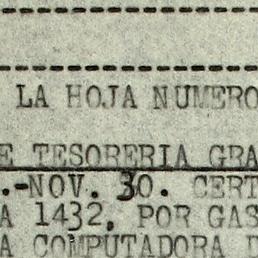 LA HOJA NUMERO
E TESORERIA GRA
.-NOV. 30. CERT
A 1432, POR GAS
A COMPUTADORA D